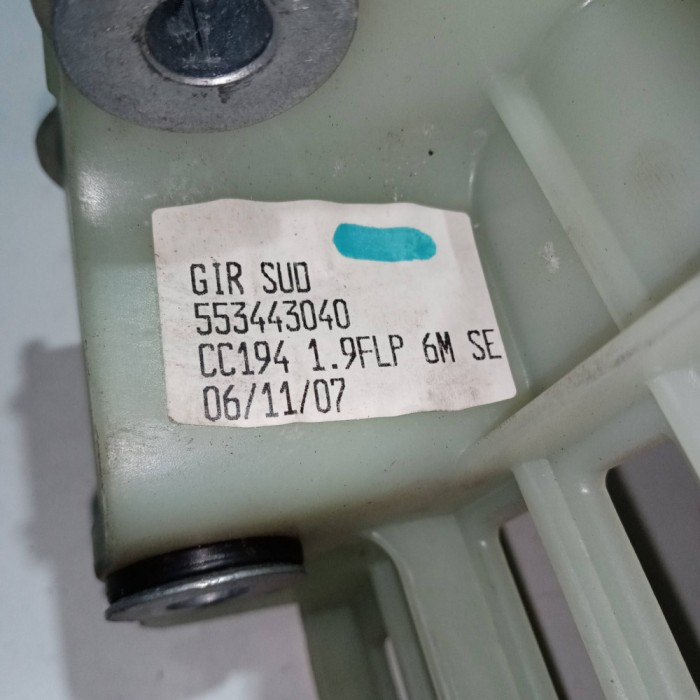 GIR SUD
553443040
CC194 1.9FLP 6M SE
06/11/07